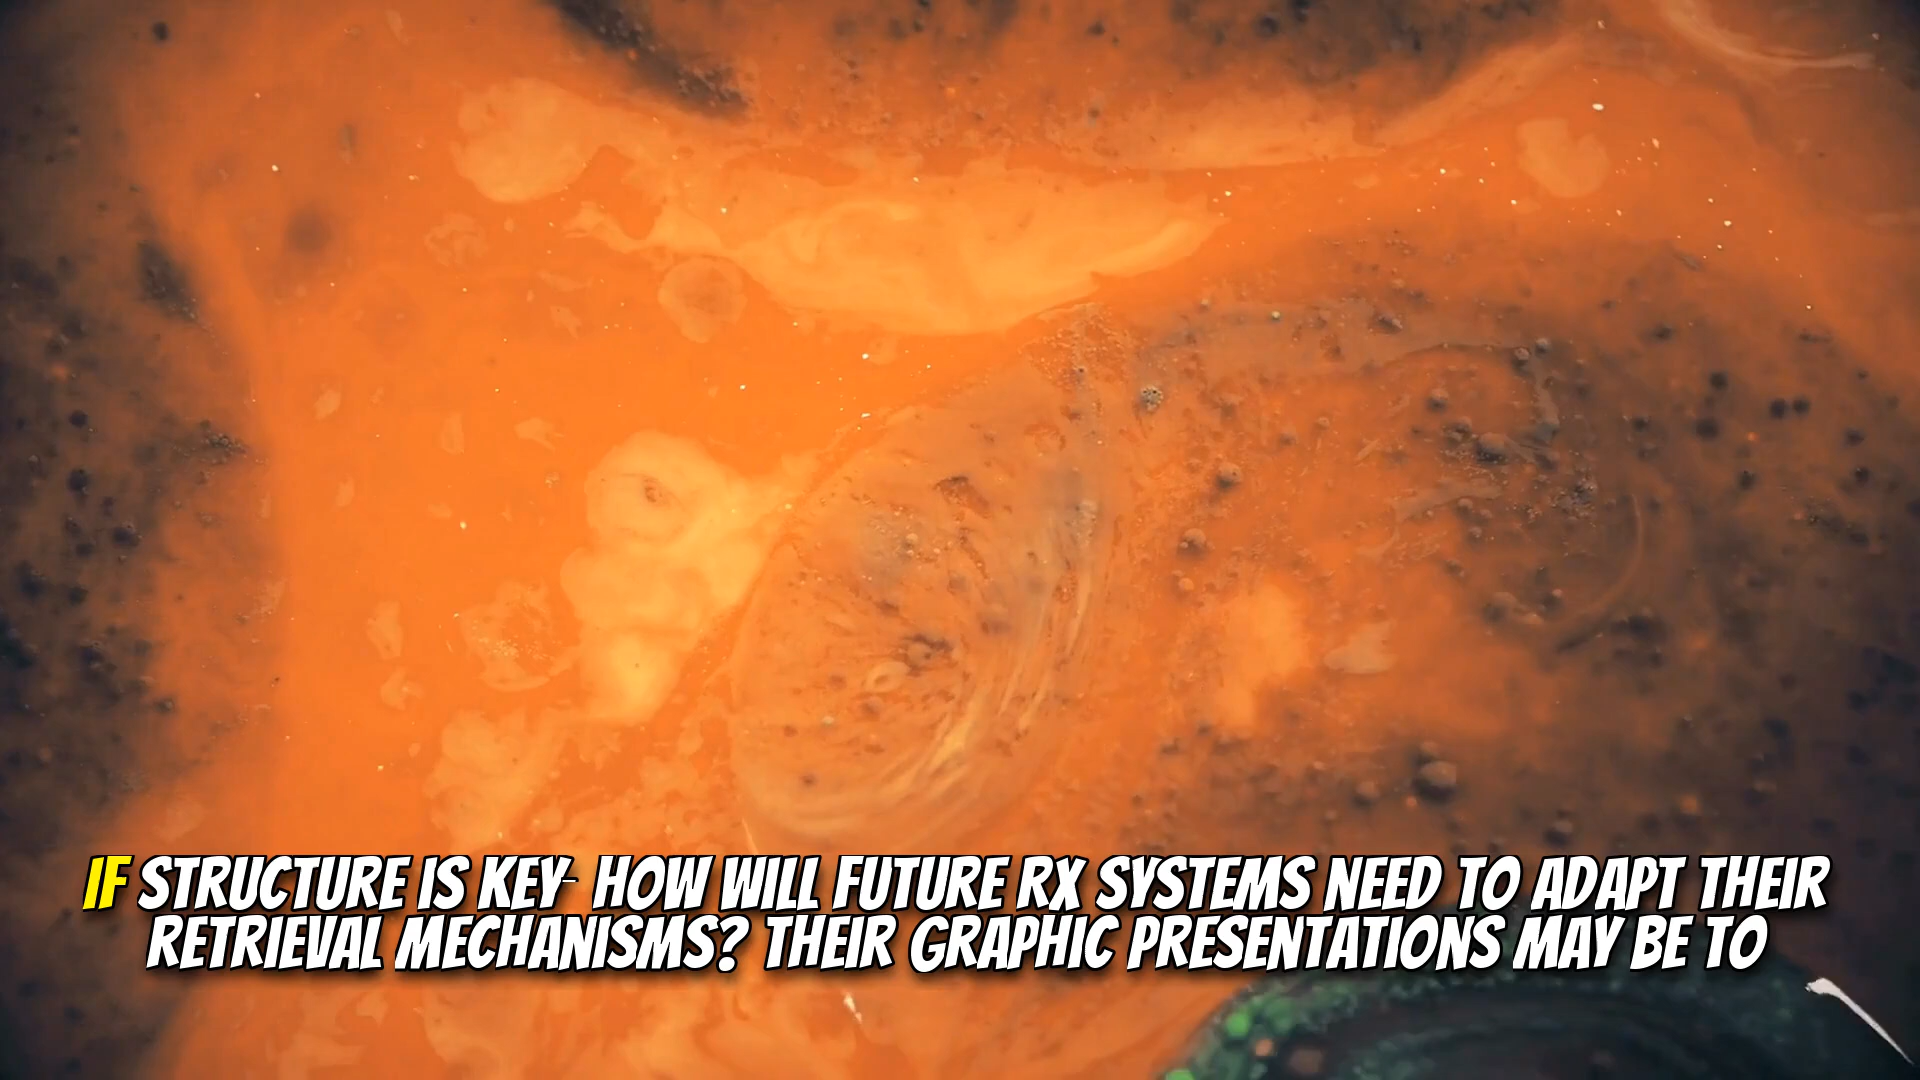 IF STRUCTURE IS KEY- HOW WILL FUTURE RX SYSTEMS NEED TO ADAPT THEIR
RETRIEVAL MECHANISMS? THEIR GRAPHIC PRESENTATIONS MAY BE TO